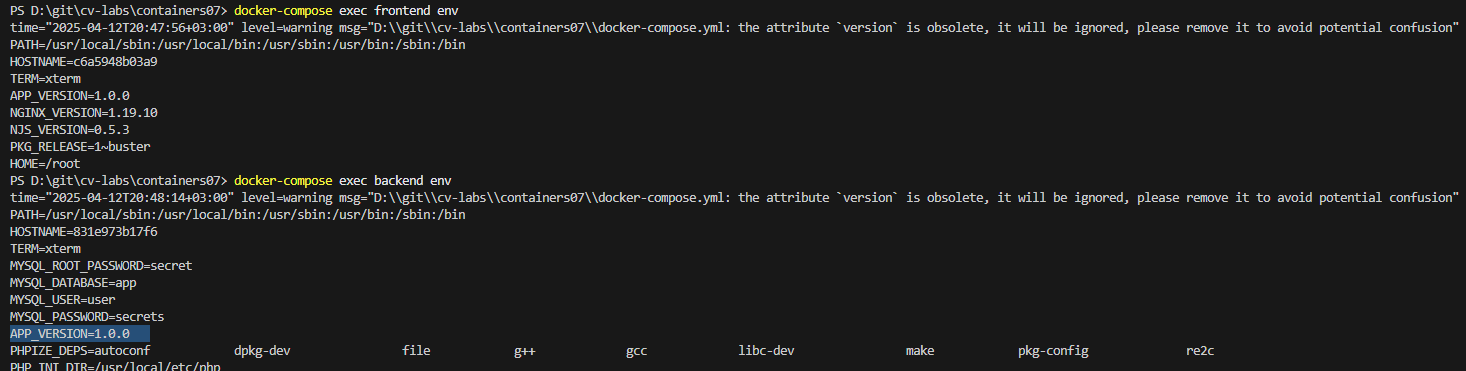 PS D:\git\cv-labs\containers07> docker-compose exec frontend env
time="2025-04-12T20:47:56+03:00" level=warning msg="D:\\git\\cv-labs\\containers07\\docker-compose.yml: the attribute `version` is obsolete, it will be ignored, please remove it to avoid potential confusion"
PATH=/usr/local/sbin:/usr/local/bin:/usr/sbin:/usr/bin:/sbin:/bin
HOSTNAME=c6a5948b03a9
TERM=xterm
APP_VERSION=1.0.0
NGINX_VERSION=1.19.10
NJS_VERSION=0.5.3
PKG_RELEASE=1~buster
HOME=/root
PS D:\git\cv-labs\containers07> docker-compose exec backend env
time="2025-04-12T20:48:14+03:00" level=warning msg="D:\\git\\cv-labs\\containers07\\docker-compose.yml: the attribute `version` is obsolete, it will be ignored, please remove it to avoid potential confusion"
PATH=/usr/local/sbin:/usr/local/bin:/usr/sbin:/usr/bin:/sbin:/bin
HOSTNAME=831e973b17f6
TERM=xterm
MYSQL_ROOT_PASSWORD=secret
MYSQL_DATABASE=app
MYSQL_USER=user
MYSQL_PASSWORD=secrets
APP_VERSION=1.0.0
PHPIZE_DEPS=autoconf dpkg-dev file g++ gcc libc-dev make pkg-config re2c
PHP_INI_DIR=/usr/local/etc/php